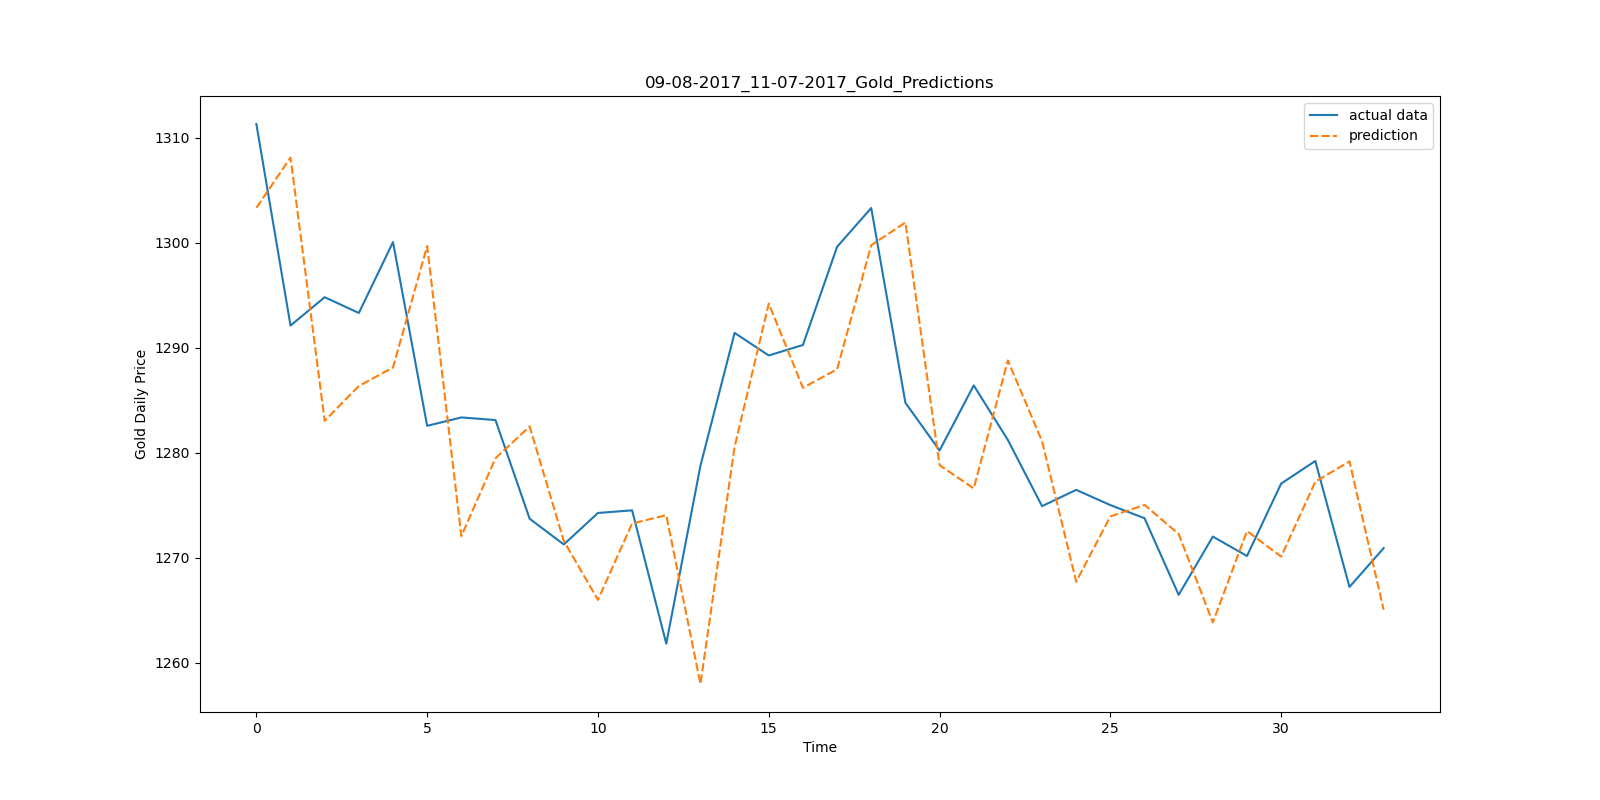 09-08-2017_11-07-2017_Gold_Predictions
actual data
prediction
1310
1300
1290
1280
1270
1260
Gold Daily Price
0 5 10 15 20 25 30
Time